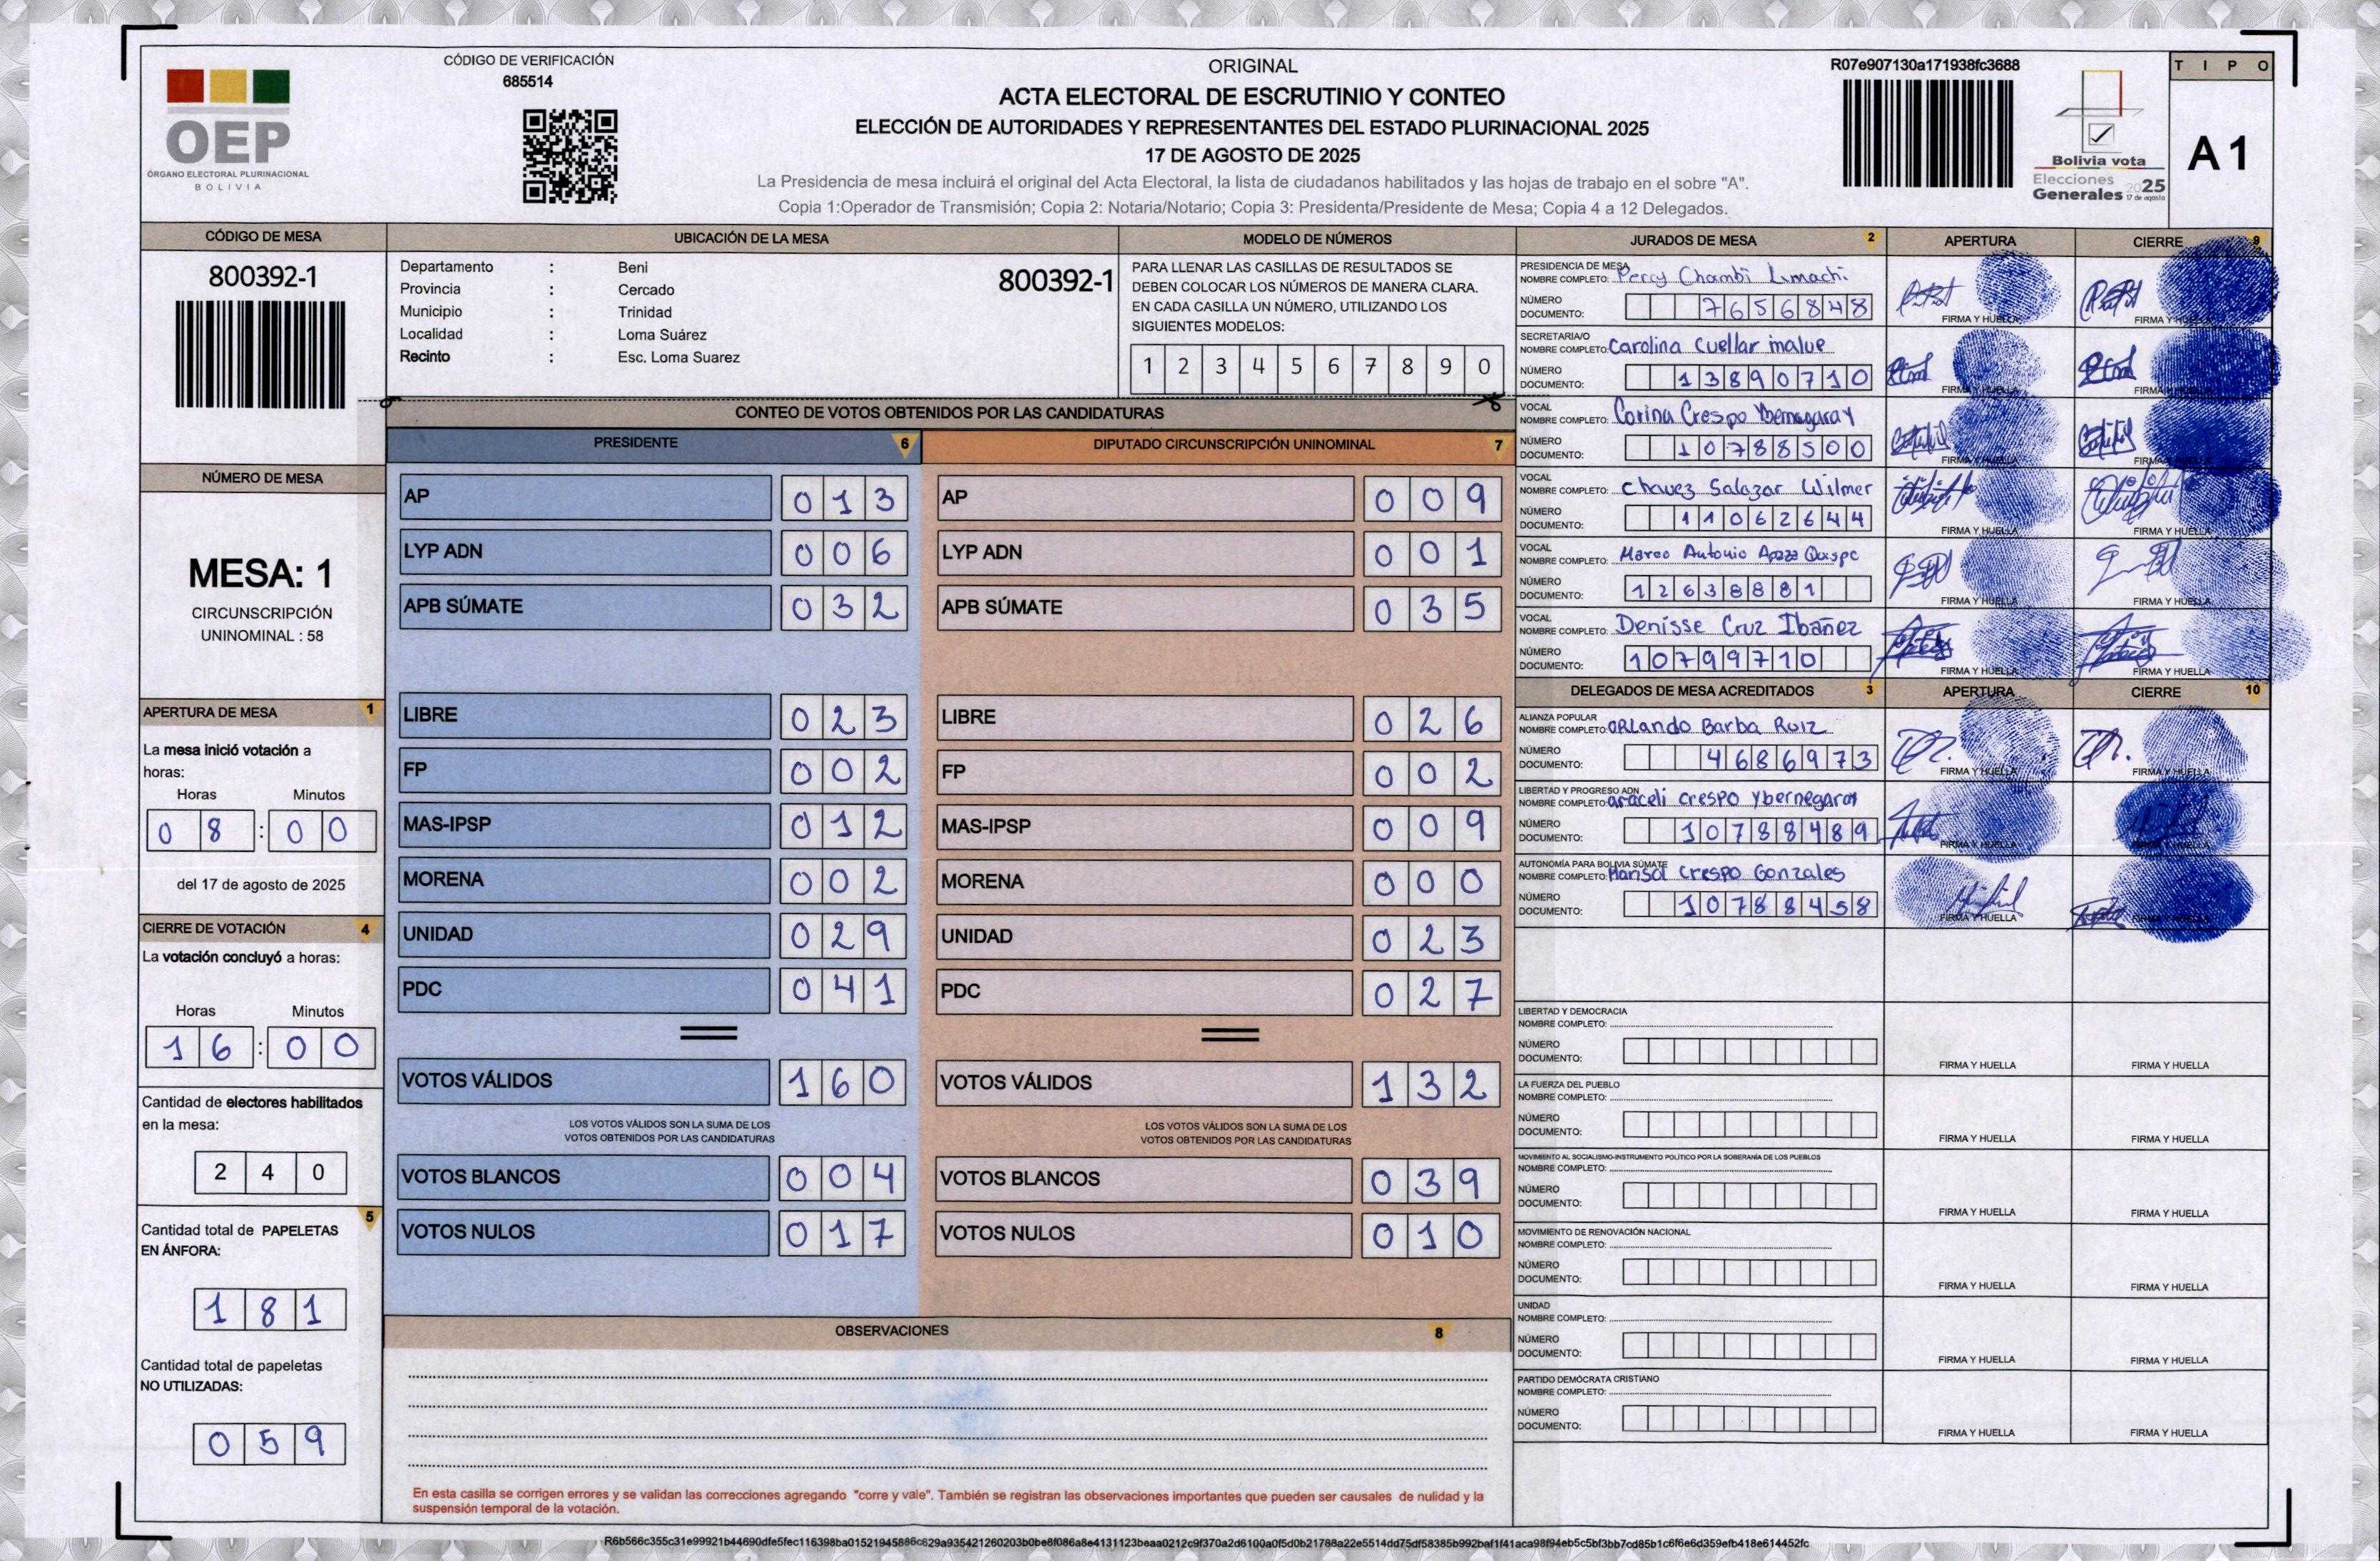 CÓDIGO DE VERIFICACIÓN
685514
OEP
ÓRGANO ELECTORAL PLURINACIONAL
BOLIVIA
ORIGINAL
ACTA ELECTORAL DE ESCRUTINIO Y CONTEO
ELECCIÓN DE AUTORIDADES Y REPRESENTANTES DEL ESTADO PLURINACIONAL 2025
17 DE AGOSTO DE 2025
La Presidencia de mesa incluirá el original del Acta Electoral, la lista de ciudadanos habilitados y las hojas de trabajo en el sobre "A".
Copia 1:Operador de Transmisión; Copia 2: Notaria/Notario; Copia 3: Presidenta/Presidente de Mesa; Copia 4 a 12 Delegados.
R07e907130a171938fc3688
Bolivia vota
Elecciones
Generales 2025
17 de agosto
TIPO
A1
CÓDIGO DE MESA
800392-1
NÚMERO DE MESA
MESA: 1
CIRCUNSCRIPCIÓN
UNINOMINAL : 58
APERTURA DE MESA 1
La mesa inició votación a
horas:
Horas Minutos
08 : 00
del 17 de agosto de 2025
CIERRE DE VOTACIÓN 4
La votación concluyó a horas:
Horas Minutos
16 : 00
Cantidad de electores habilitados
en la mesa:
240
5
Cantidad total de PAPELETAS
EN ÁNFORA:
181
Cantidad total de papeletas
NO UTILIZADAS:
059
UBICACIÓN DE LA MESA
Departamento : Beni
Provincia : Cercado
Municipio : Trinidad
Localidad : Loma Suárez
Recinto : Esc. Loma Suarez
800392-1
MODELO DE NÚMEROS
PARA LLENAR LAS CASILLAS DE RESULTADOS SE
DEBEN COLOCAR LOS NÚMEROS DE MANERA CLARA.
EN CADA CASILLA UN NÚMERO, UTILIZANDO LOS
SIGUIENTES MODELOS:
1 2 3 4 5 6 7 8 9 0
CONTEO DE VOTOS OBTENIDOS POR LAS CANDIDATURAS
PRESIDENTE 6
AP 013
LYP ADN 006
APB SÚMATE 032
LIBRE 023
FP 002
MAS-IPSP 012
MORENA 002
UNIDAD 029
PDC 041
VOTOS VÁLIDOS 160
LOS VOTOS VÁLIDOS SON LA SUMA DE LOS
VOTOS OBTENIDOS POR LAS CANDIDATURAS
VOTOS BLANCOS 004
VOTOS NULOS 017
DIPUTADO CIRCUNSCRIPCIÓN UNINOMINAL 7
AP 009
LYP ADN 001
APB SÚMATE 035
LIBRE 026
FP 002
MAS-IPSP 009
MORENA 000
UNIDAD 023
PDC 027
VOTOS VÁLIDOS 132
LOS VOTOS VÁLIDOS SON LA SUMA DE LOS
VOTOS OBTENIDOS POR LAS CANDIDATURAS
VOTOS BLANCOS 039
VOTOS NULOS 010
OBSERVACIONES 8
En esta casilla se corrigen errores y se validan las correcciones agregando "corre y vale". También se registran las observaciones importantes que pueden ser causales de nulidad y la
suspensión temporal de la votación.
JURADOS DE MESA 2 APERTURA CIERRE 9
PRESIDENCIA DE MESA
NOMBRE COMPLETO: Percy Chambi Limachi
NÚMERO
DOCUMENTO: 7656848
FIRMA Y HUELLA FIRMA Y HUELLA
SECRETARIA/O
NOMBRE COMPLETO: Carolina Cuellar malue
NÚMERO
DOCUMENTO: 13890710
FIRMA Y HUELLA FIRMA Y HUELLA
VOCAL
NOMBRE COMPLETO: Corina Crespo
NÚMERO
DOCUMENTO: 10788500
FIRMA Y HUELLA FIRMA Y HUELLA
VOCAL
NOMBRE COMPLETO: Chavez Salazar Wilmer
NÚMERO
DOCUMENTO: 11062644
FIRMA Y HUELLA FIRMA Y HUELLA
VOCAL
NOMBRE COMPLETO: Marco Antonio Apaza Quispe
NÚMERO
DOCUMENTO: 12638881
FIRMA Y HUELLA FIRMA Y HUELLA
VOCAL
NOMBRE COMPLETO: Denisse Cruz Ibañez
NÚMERO
DOCUMENTO: 10799710
FIRMA Y HUELLA FIRMA Y HUELLA
DELEGADOS DE MESA ACREDITADOS 3 APERTURA CIERRE 10
ALIANZA POPULAR
NOMBRE COMPLETO: ORLando Barba Ruiz
NÚMERO
DOCUMENTO: 4686973
FIRMA Y HUELLA FIRMA Y HUELLA
LIBERTAD Y PROGRESO ADN
NOMBRE COMPLETO: araceli crespo
NÚMERO
DOCUMENTO: 10788489
FIRMA Y HUELLA FIRMA Y HUELLA
AUTONOMÍA PARA BOLIVIA SÚMATE
NOMBRE COMPLETO: Marisol crespo Gonzales
NÚMERO
DOCUMENTO: 10788458
FIRMA Y HUELLA FIRMA Y HUELLA
LIBERTAD Y DEMOCRACIA
NOMBRE COMPLETO:
NÚMERO
DOCUMENTO:
FIRMA Y HUELLA FIRMA Y HUELLA
LA FUERZA DEL PUEBLO
NOMBRE COMPLETO:
NÚMERO
DOCUMENTO:
FIRMA Y HUELLA FIRMA Y HUELLA
MOVIMIENTO AL SOCIALISMO-INSTRUMENTO POLÍTICO POR LA SOBERANÍA DE LOS PUEBLOS
NOMBRE COMPLETO:
NÚMERO
DOCUMENTO:
FIRMA Y HUELLA FIRMA Y HUELLA
MOVIMIENTO DE RENOVACIÓN NACIONAL
NOMBRE COMPLETO:
NÚMERO
DOCUMENTO:
FIRMA Y HUELLA FIRMA Y HUELLA
UNIDAD
NOMBRE COMPLETO:
NÚMERO
DOCUMENTO:
FIRMA Y HUELLA FIRMA Y HUELLA
PARTIDO DEMÓCRATA CRISTIANO
NOMBRE COMPLETO:
NÚMERO
DOCUMENTO:
FIRMA Y HUELLA FIRMA Y HUELLA